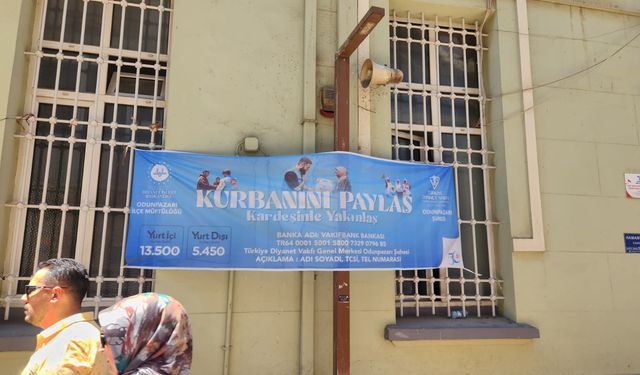 KURBANINI PAYLAŞ
Kardeşinle Yakınlaş
ODUNPAZARI
İLÇE MÜFTÜLÜĞÜ
ODUNPAZARI
ŞUBESİ
Yurt İçi
13.500
Yurt Dışı
5.450
BANKA ADI: VAKIFBANK BANKASI
TR64 0001 5001 5800 7329 0796 85
Türkiye Diyanet Vakfı Genel Merkezi Odunpazarı Şubesi
AÇIKLAMA : ADI SOYADI, TCSİ, TEL NUMARASI